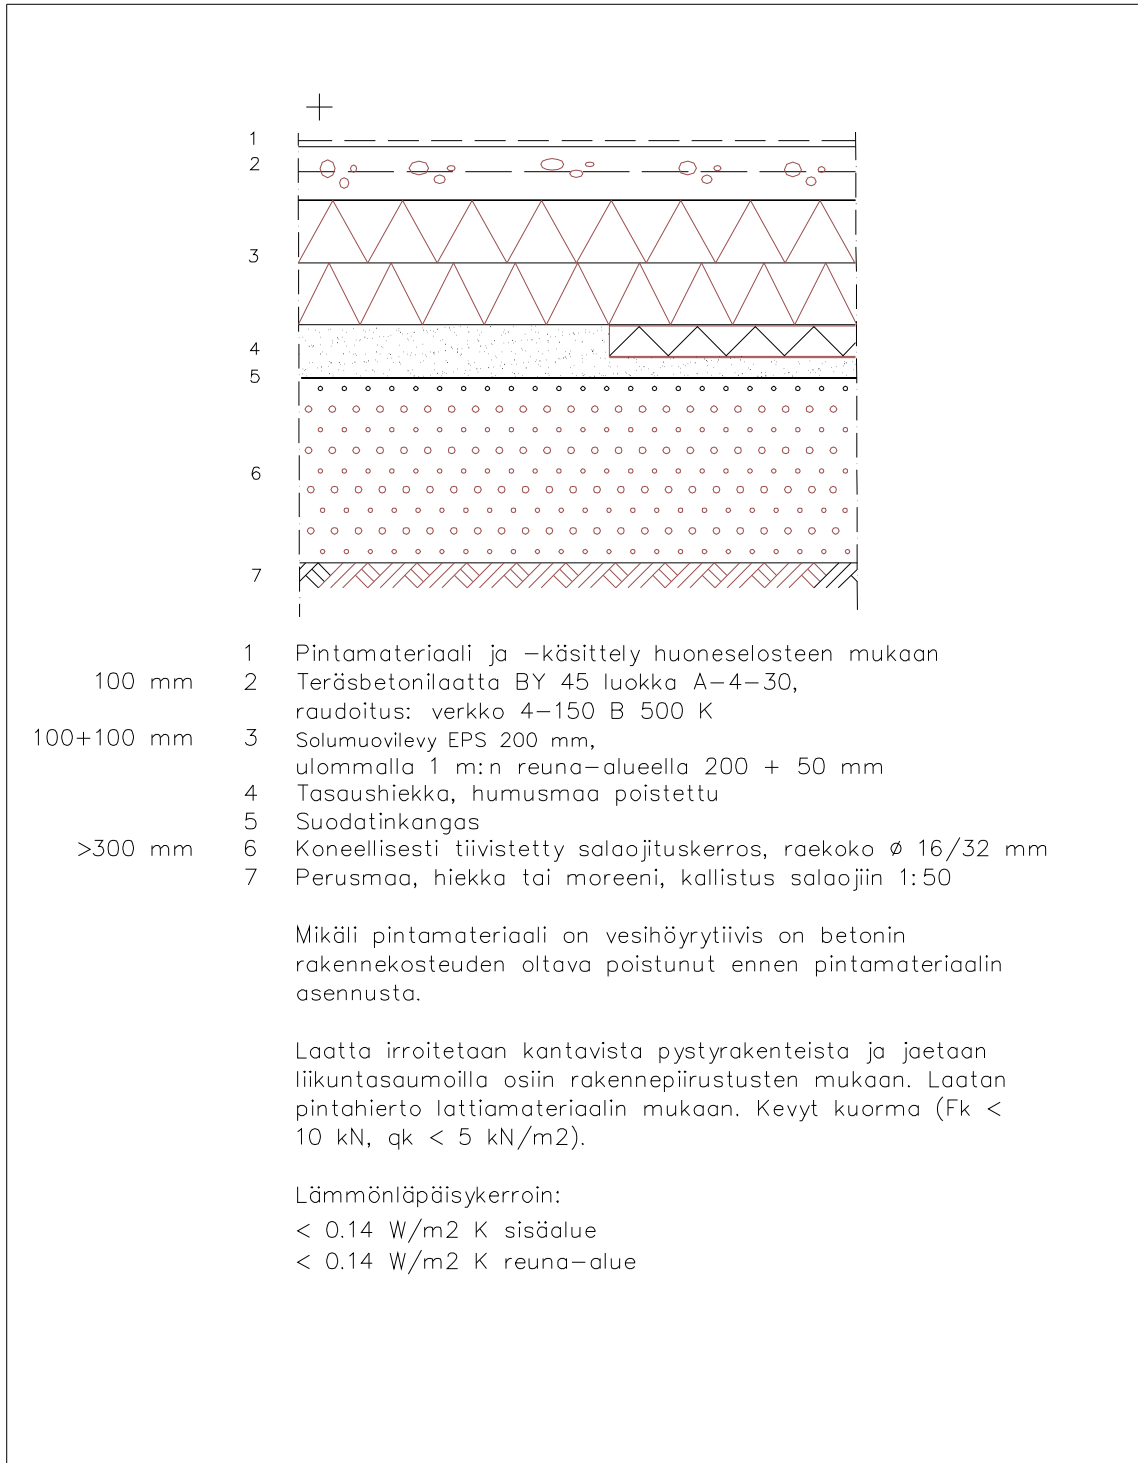 1
2
3
4
5
6
7
1 Pintamateriaali ja –käsittely huoneselosteen mukaan
100 mm 2 Teräsbetonilaatta BY 45 luokka A–4–30,
raudoitus: verkko 4–150 B 500 K
100+100 mm 3 Solumuovilevy EPS 200 mm,
ulommalla 1 m:n reuna–alueella 200 + 50 mm
4 Tasaushiekka, humusmaa poistettu
5 Suodatinkangas
>300 mm 6 Koneellisesti tiivistetty salaojituskerros, raekoko ø 16/32 mm
7 Perusmaa, hiekka tai moreeni, kallistus salaojiin 1:50
Mikäli pintamateriaali on vesihöyrytiivis on betonin
rakennekosteuden oltava poistunut ennen pintamateriaalin
asennusta.
Laatta irroitetaan kantavista pystyrakenteista ja jaetaan
liikuntasaumoilla osiin rakennepiirustusten mukaan. Laatan
pintahierto lattiamateriaalin mukaan. Kevyt kuorma (Fk <
10 kN, qk < 5 kN/m2).
Lämmönläpäisykerroin:
< 0.14 W/m2 K sisäalue
< 0.14 W/m2 K reuna–alue